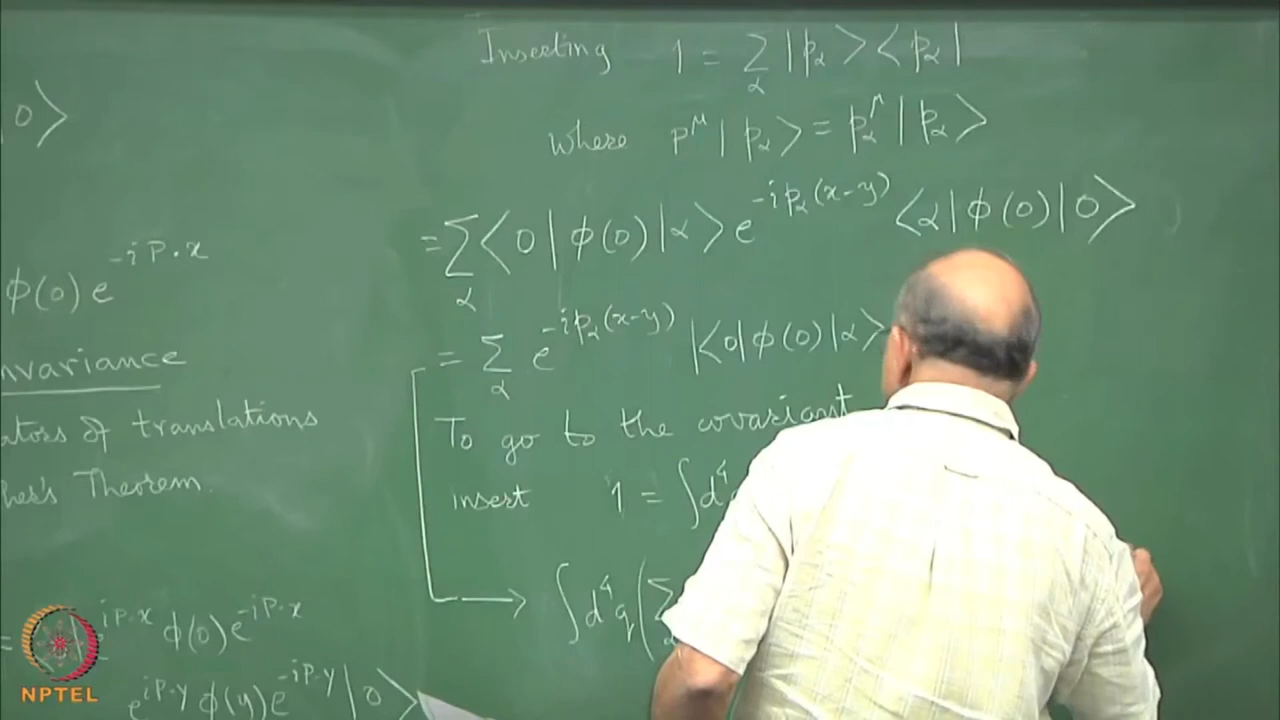 0⟩
ϕ(0) e^{-iP·x}
nvariance
ators of translations
her's Theorem.
= e^{iP·x} ϕ(0) e^{-iP·x}
e^{iP·y} ϕ(y) e^{-iP·y} |0⟩
Inserting 1 = ∑_α |p_α⟩⟨p_α|
where P^μ |p_α⟩ = p_α^μ |p_α⟩
= ∑_α ⟨0|ϕ(0)|α⟩ e^{-ip_α(x-y)} ⟨α|ϕ(0)|0⟩
= ∑_α e^{-ip_α(x-y)} |⟨0|ϕ(0)|α⟩
To go to the covariant
insert 1 = ∫d^4
→ ∫d^4q(∑
NPTEL